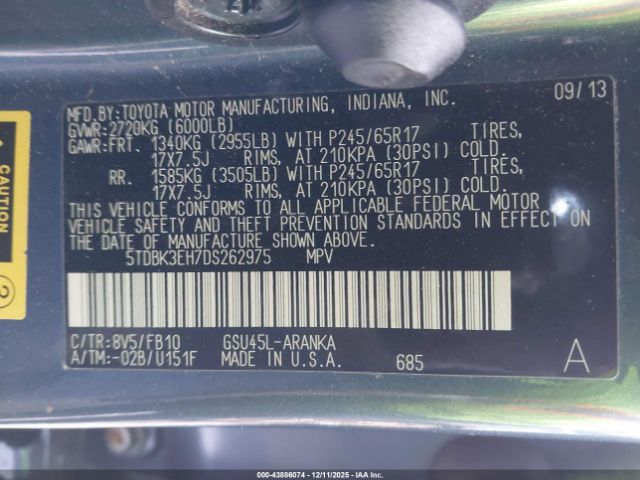 MFD.BY:TOYOTA MOTOR MANUFACTURING, INDIANA, INC. 09/13
GVWR:2720KG (6000LB)
GAWR:FRT. 1340KG (2955LB) WITH P245/65R17 TIRES,
17X7.5J RIMS, AT 210KPA (30PSI) COLD.
RR. 1585KG (3505LB) WITH P245/65R17 TIRES,
17X7.5J RIMS, AT 210KPA (30PSI) COLD.
THIS VEHICLE CONFORMS TO ALL APPLICABLE FEDERAL MOTOR
VEHICLE SAFETY AND THEFT PREVENTION STANDARDS IN EFFECT ON
THE DATE OF MANUFACTURE SHOWN ABOVE.
5TDBK3EH7DS262975 MPV
C/TR:8V5/FB10 GSU45L-ARANKA
A/TM:-02B/U151F MADE IN U.S.A. 685 A
CAUTION
2
000-43886074 - 12/11/2025 - IAAI.COM